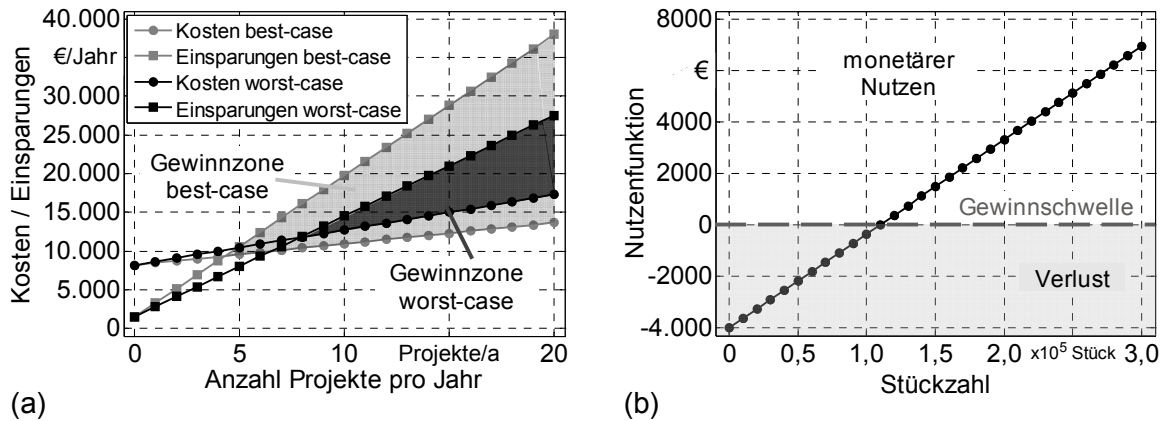 (a)
Kosten / Einsparungen
40.000
€/Jahr
30.000
25.000
20.000
15.000
10.000
5.000
0
Kosten best-case
Einsparungen best-case
Kosten worst-case
Einsparungen worst-case
Gewinnzone
best-case
Gewinnzone
worst-case
0
5
10
Projekte/a
20
Anzahl Projekte pro Jahr
(b)
Nutzenfunktion
8000
€
4000
2000
0
-2000
-4.000
monetärer
Nutzen
Gewinnschwelle
Verlust
0
0,5
1,0
1,5
2,0
x10⁵ Stück
3,0
Stückzahl